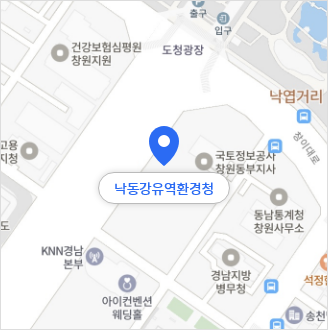 출구
입구
도청광장
건강보험심평원
창원지원
낙엽거리
창이대로
고용
지청
국토정보공사
창원동부지사
낙동강유역환경청
동남통계청
창원사무소
도
KNN경남
본부
경남지방
병무청
아이컨벤션
웨딩홀
석정
송천